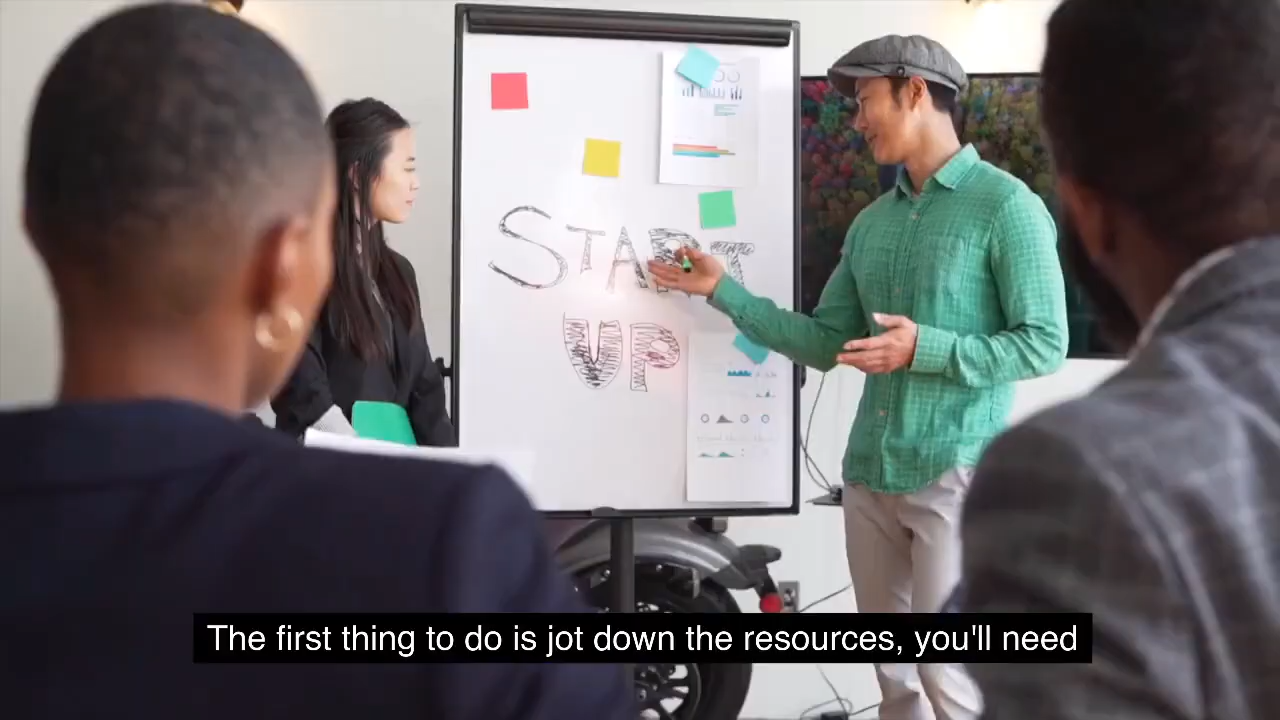 START
UP
The first thing to do is jot down the resources, you'll need